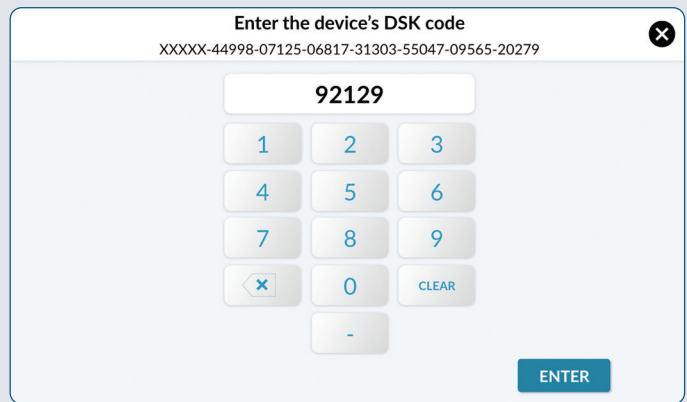 Enter the device's DSK code
XXXXX-44998-07125-06817-31303-55047-09565-20279
92129
1 2 3
4 5 6
7 8 9
0 CLEAR
-
ENTER